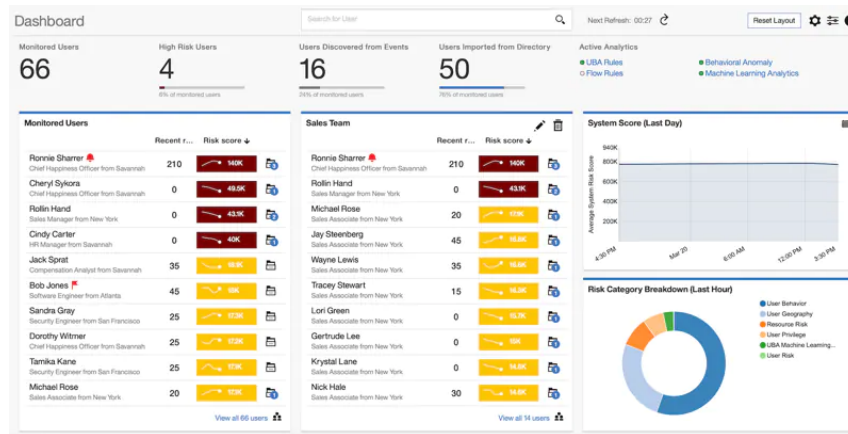 Dashboard
Search for User
Next Refresh: 00:27
Reset Layout
Monitored Users
66
High Risk Users
4
6% of monitored users
Users Discovered from Events
16
24% of monitored users
Users Imported from Directory
50
76% of monitored users
Active Analytics
UBA Rules
Flow Rules
Behavioral Anomaly
Machine Learning Analytics
Monitored Users
Recent r... Risk score
Ronnie Sharrer 210 140K
Chief Happiness Officer from Savannah
Cheryl Sykora 0 49.5K
Chief Happiness Officer from Savannah
Rollin Hand 0 43.1K
Sales Manager from New York
Cindy Carter 0 40K
HR Manager from Savannah
Jack Sprat 35
Compensation Analyst from Savannah
Bob Jones 45
Software Engineer from Atlanta
Sandra Gray 25
Security Engineer from San Francisco
Dorothy Witmer 25
Chief Happiness Officer from Savannah
Tamika Kane 25
Security Engineer from San Francisco
Michael Rose 20
Sales Associate from New York
View all 66 users
Sales Team
Recent r... Risk score
Ronnie Sharrer 210 140K
Chief Happiness Officer from Savannah
Rollin Hand 0 43.1K
Sales Manager from New York
Michael Rose 20
Sales Associate from New York
Jay Steenberg 45
Sales Associate from New York
Wayne Lewis 35
Sales Associate from New York
Tracey Stewart 15
Sales Associate from New York
Lori Green 0
Sales Associate from New York
Gertrude Lee 0
Sales Associate from New York
Krystal Lane 0
Sales Associate from New York
Nick Hale 30
Sales Associate from New York
View all 14 users
System Score (Last Day)
Average System Risk Score
940K
800K
600K
400K
200K
4:30 PM
Mar 20
6:00 AM
12:00 PM
3:30 PM
Risk Category Breakdown (Last Hour)
User Behavior
User Geography
Resource Risk
User Privilege
UBA Machine Learning...
User Risk